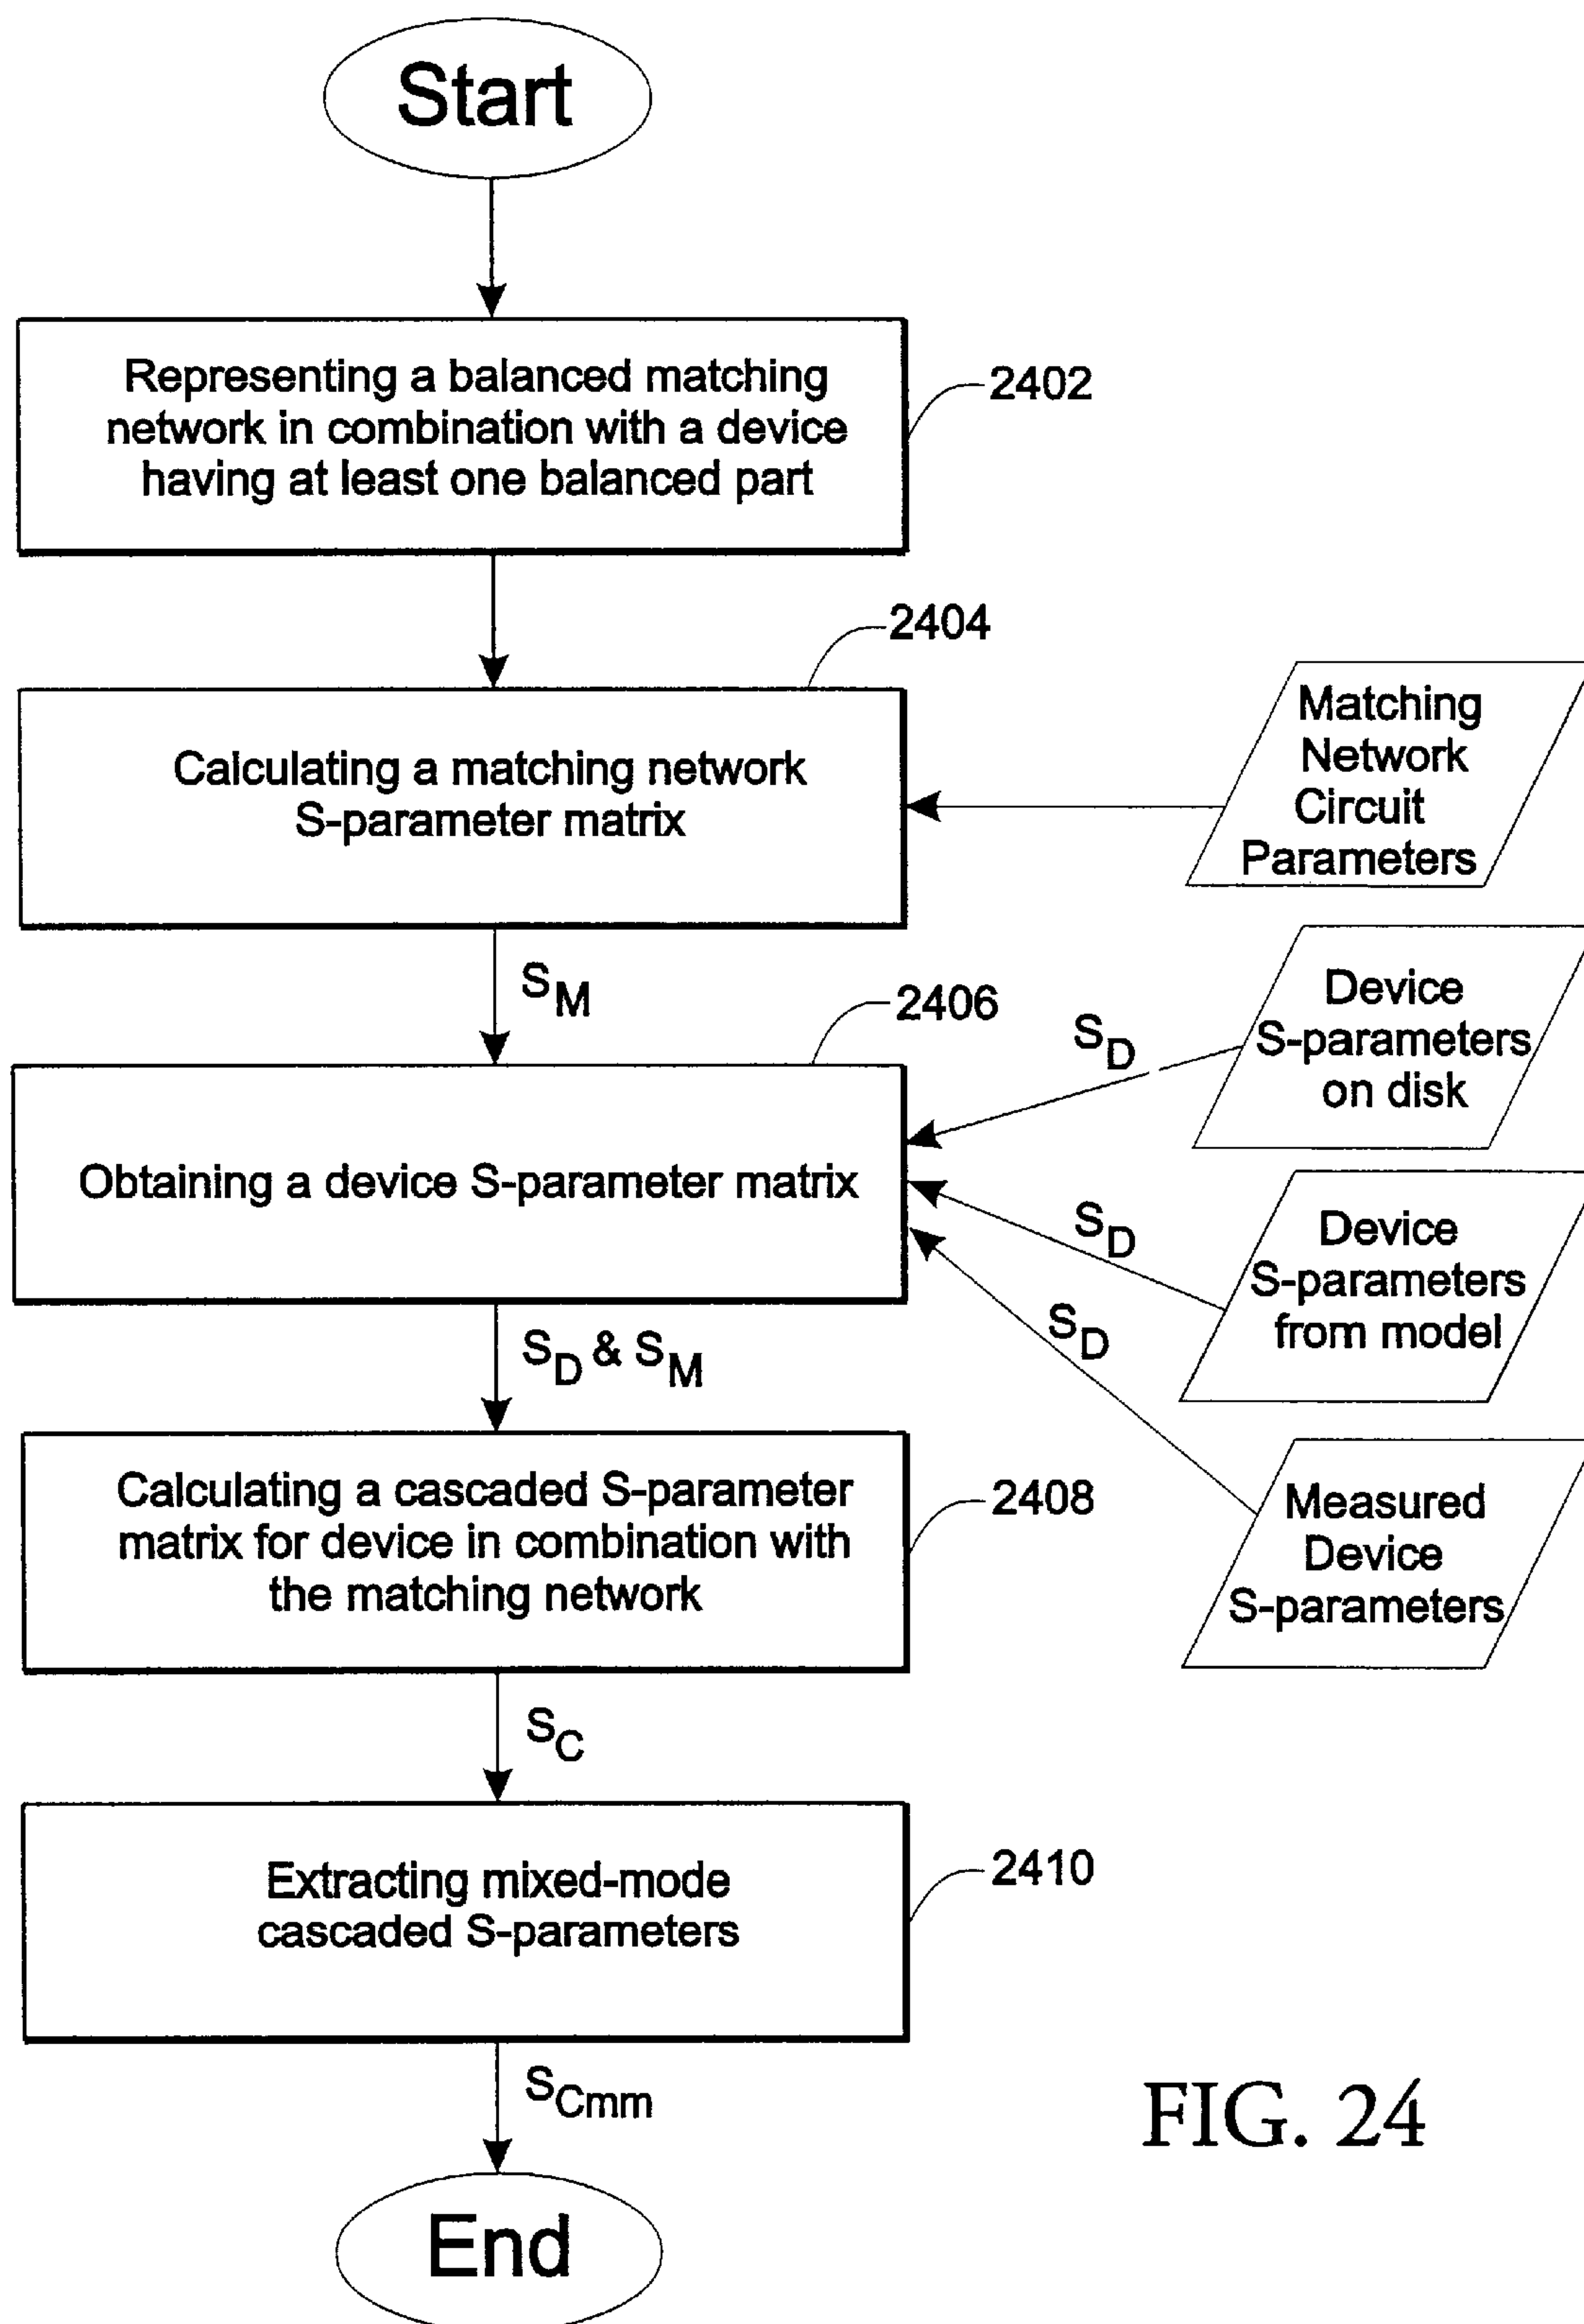 Start
Representing a balanced matching
network in combination with a device
having at least one balanced part
2402
2404
Calculating a matching network
S-parameter matrix
Matching
Network
Circuit
Parameters
SM
2406
Obtaining a device S-parameter matrix
SD
Device
S-parameters
on disk
SD
Device
S-parameters
from model
SD
Measured
Device
S-parameters
SD & SM
Calculating a cascaded S-parameter
matrix for device in combination with
the matching network
2408
SC
Extracting mixed-mode
cascaded S-parameters
2410
SCmm
End
FIG. 24